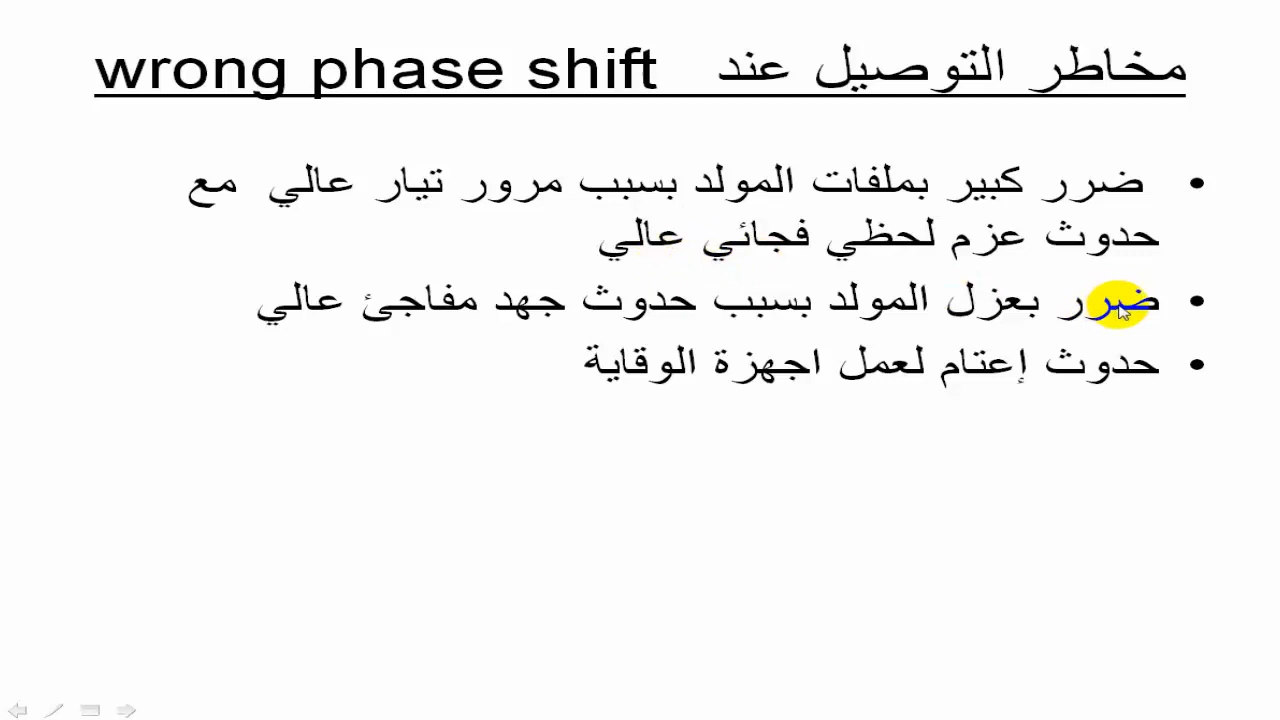 مخاطر التوصيل عند wrong phase shift
• ضرر كبير بملفات المولد بسبب مرور تيار عالي مع
حدوث عزم لحظي فجائي عالي
• ضرر بعزل المولد بسبب حدوث جهد مفاجئ عالي
• حدوث إعتام لعمل اجهزة الوقاية